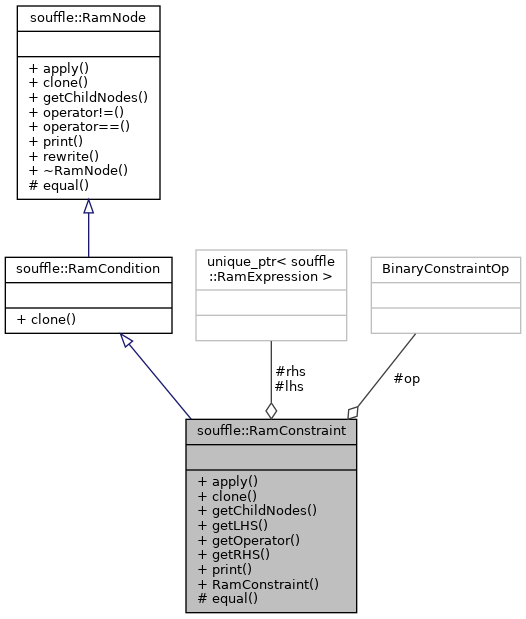 souffle::RamNode
+ apply()
+ clone()
+ getChildNodes()
+ operator!=()
+ operator==()
+ print()
+ rewrite()
+ ~RamNode()
# equal()
souffle::RamCondition
+ clone()
unique_ptr< souffle
::RamExpression >
BinaryConstraintOp
#rhs
#lhs
#op
souffle::RamConstraint
+ apply()
+ clone()
+ getChildNodes()
+ getLHS()
+ getOperator()
+ getRHS()
+ print()
+ RamConstraint()
# equal()